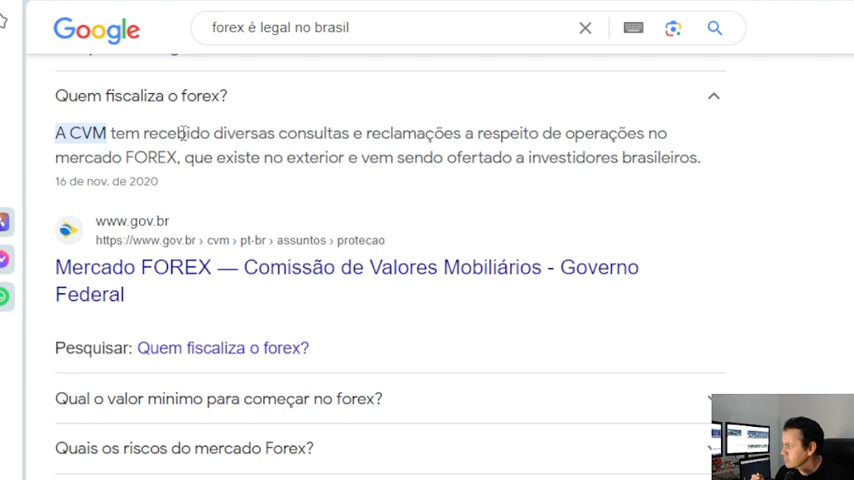 Google
forex é legal no brasil
Quem fiscaliza o forex?
A CVM tem recebido diversas consultas e reclamações a respeito de operações no
mercado FOREX, que existe no exterior e vem sendo ofertado a investidores brasileiros.
16 de nov. de 2020
www.gov.br
https://www.gov.br › cvm › pt-br › assuntos › protecao
Mercado FOREX — Comissão de Valores Mobiliários - Governo
Federal
Pesquisar: Quem fiscaliza o forex?
Qual o valor mínimo para começar no forex?
Quais os riscos do mercado Forex?